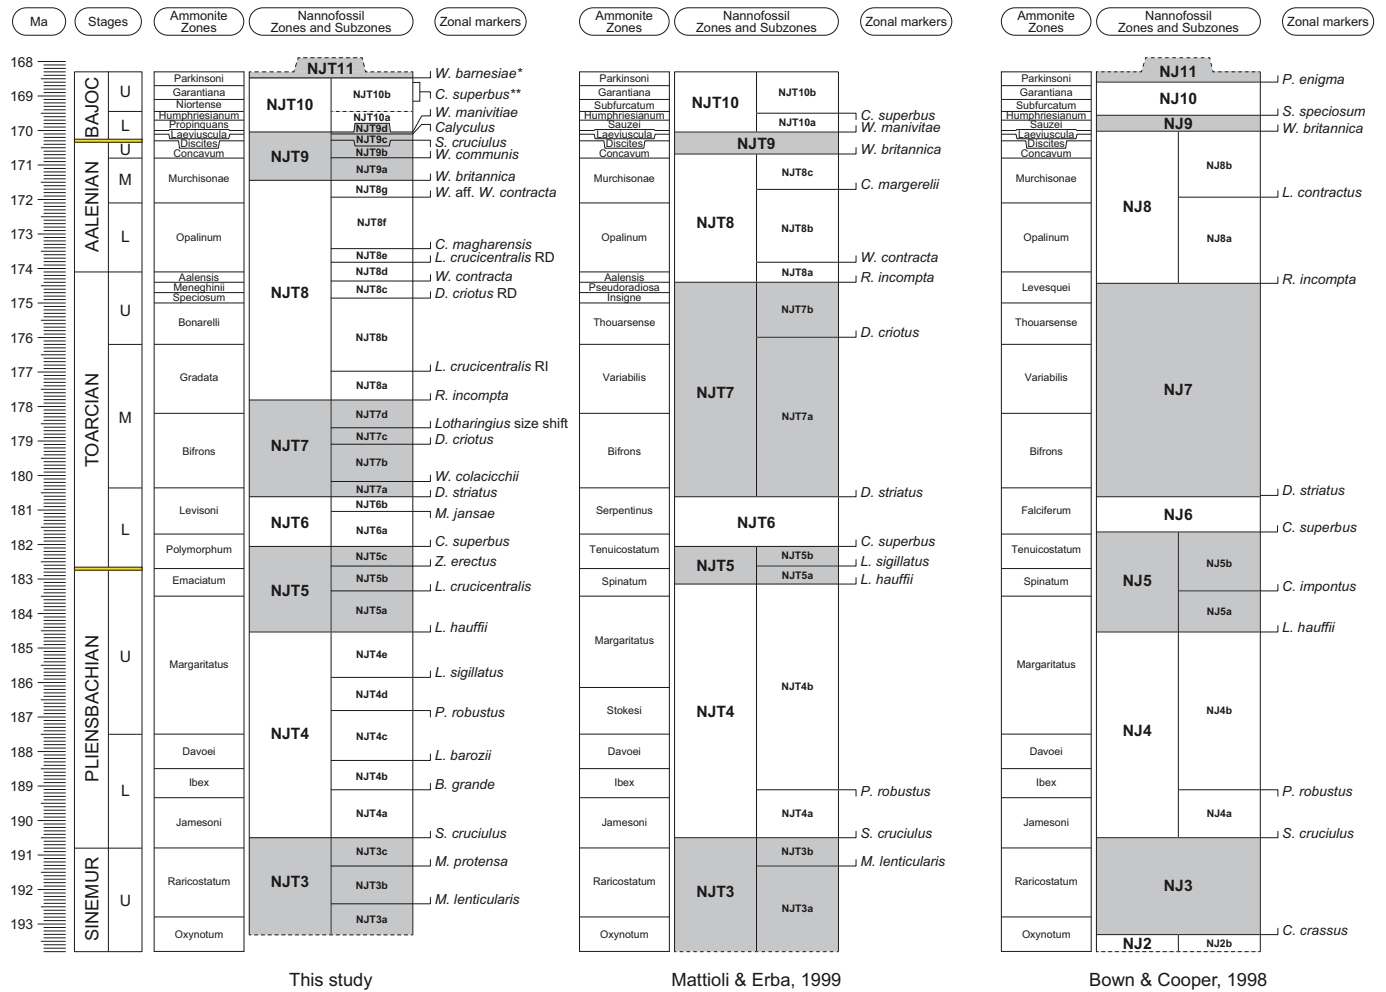 Ma
Stages
Ammonite
Zones
Nannofossil
Zones and Subzones
Zonal markers
Ammonite
Zones
Nannofossil
Zones and Subzones
Zonal markers
Ammonite
Zones
Nannofossil
Zones and Subzones
Zonal markers
168
169
170
171
172
173
174
175
176
177
178
179
180
181
182
183
184
185
186
187
188
189
190
191
192
193
BAJOC
AALENIAN
TOARCIAN
PLIENSBACHIAN
SINEMUR
U
L
U
M
L
U
M
L
U
L
U
Parkinsoni
Garantiana
Niortense
Humphriesianum
Propinquans
Laeviuscula
Discites
Concavum
Murchisonae
Opalinum
Aalensis
Meneghinii
Speciosum
Bonarelli
Gradata
Bifrons
Levisoni
Polymorphum
Emaciatum
Margaritatus
Davoei
Ibex
Jamesoni
Raricostatum
Oxynotum
NJT11
NJT10
NJT9
NJT8
NJT7
NJT6
NJT5
NJT4
NJT3
NJT10b
NJT10a
NJT9d
NJT9c
NJT9b
NJT9a
NJT8g
NJT8f
NJT8e
NJT8d
NJT8c
NJT8b
NJT8a
NJT7d
NJT7c
NJT7b
NJT7a
NJT6b
NJT6a
NJT5c
NJT5b
NJT5a
NJT4e
NJT4d
NJT4c
NJT4b
NJT4a
NJT3c
NJT3b
NJT3a
W. barnesiae*
C. superbus**
W. manivitiae
Calyculus
S. cruciulus
W. communis
W. britannica
W. aff. W. contracta
C. magharensis
L. crucicentralis RD
W. contracta
D. criotus RD
L. crucicentralis RI
R. incompta
Lotharingius size shift
D. criotus
W. colacicchii
D. striatus
M. jansae
C. superbus
Z. erectus
L. crucicentralis
L. hauffii
L. sigillatus
P. robustus
L. barozii
B. grande
S. cruciulus
M. protensa
M. lenticularis
This study
Parkinsoni
Garantiana
Subfurcatum
Humphriesianum
Sauzei
Laeviuscula
Discites
Concavum
Murchisonae
Opalinum
Aalensis
Pseudoradiosa
Insigne
Thouarsense
Variabilis
Bifrons
Serpentinus
Tenuicostatum
Spinatum
Margaritatus
Stokesi
Davoei
Ibex
Jamesoni
Raricostatum
Oxynotum
NJT10
NJT9
NJT8
NJT7
NJT6
NJT5
NJT4
NJT3
NJT10b
NJT10a
NJT8c
NJT8b
NJT8a
NJT7b
NJT7a
NJT5b
NJT5a
NJT4b
NJT4a
NJT3b
NJT3a
C. superbus
W. manivitae
W. britannica
C. margerelii
W. contracta
R. incompta
D. criotus
D. striatus
C. superbus
L. sigillatus
L. hauffii
P. robustus
S. cruciulus
M. lenticularis
Mattioli & Erba, 1999
Parkinsoni
Garantiana
Subfurcatum
Humphriesianum
Sauzei
Laeviuscula
Discites
Concavum
Murchisonae
Opalinum
Levesquei
Thouarsense
Variabilis
Bifrons
Falciferum
Tenuicostatum
Spinatum
Margaritatus
Davoei
Ibex
Jamesoni
Raricostatum
Oxynotum
NJ11
NJ10
NJ9
NJ8
NJ7
NJ6
NJ5
NJ4
NJ3
NJ2
NJ8b
NJ8a
NJ5b
NJ5a
NJ4b
NJ4a
NJ2b
P. enigma
S. speciosum
W. britannica
L. contractus
R. incompta
D. striatus
C. superbus
C. impontus
L. hauffii
P. robustus
S. cruciulus
C. crassus
Bown & Cooper, 1998